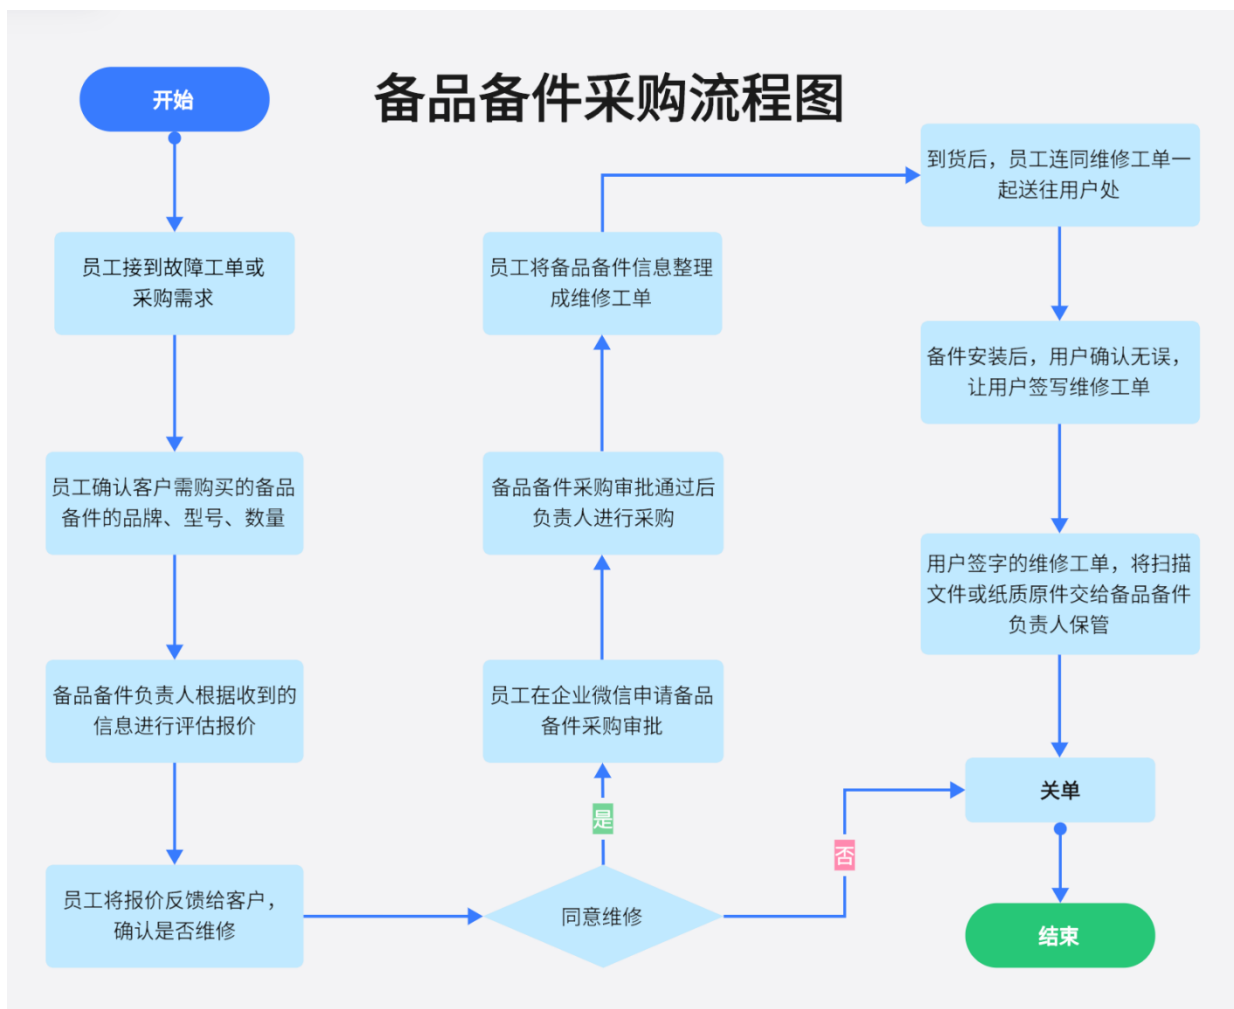 备品备件采购流程图
开始
员工接到故障工单或
采购需求
员工确认客户需购买的备品
备件的品牌、型号、数量
备品备件负责人根据收到的
信息进行评估报价
员工将报价反馈给客户，
确认是否维修
同意维修
是
否
员工在企业微信申请备品
备件采购审批
备品备件采购审批通过后
负责人进行采购
员工将备品备件信息整理
成维修工单
到货后，员工连同维修工单一
起送往用户处
备件安装后，用户确认无误，
让用户签写维修工单
用户签字的维修工单，将扫描
文件或纸质原件交给备品备件
负责人保管
关单
结束